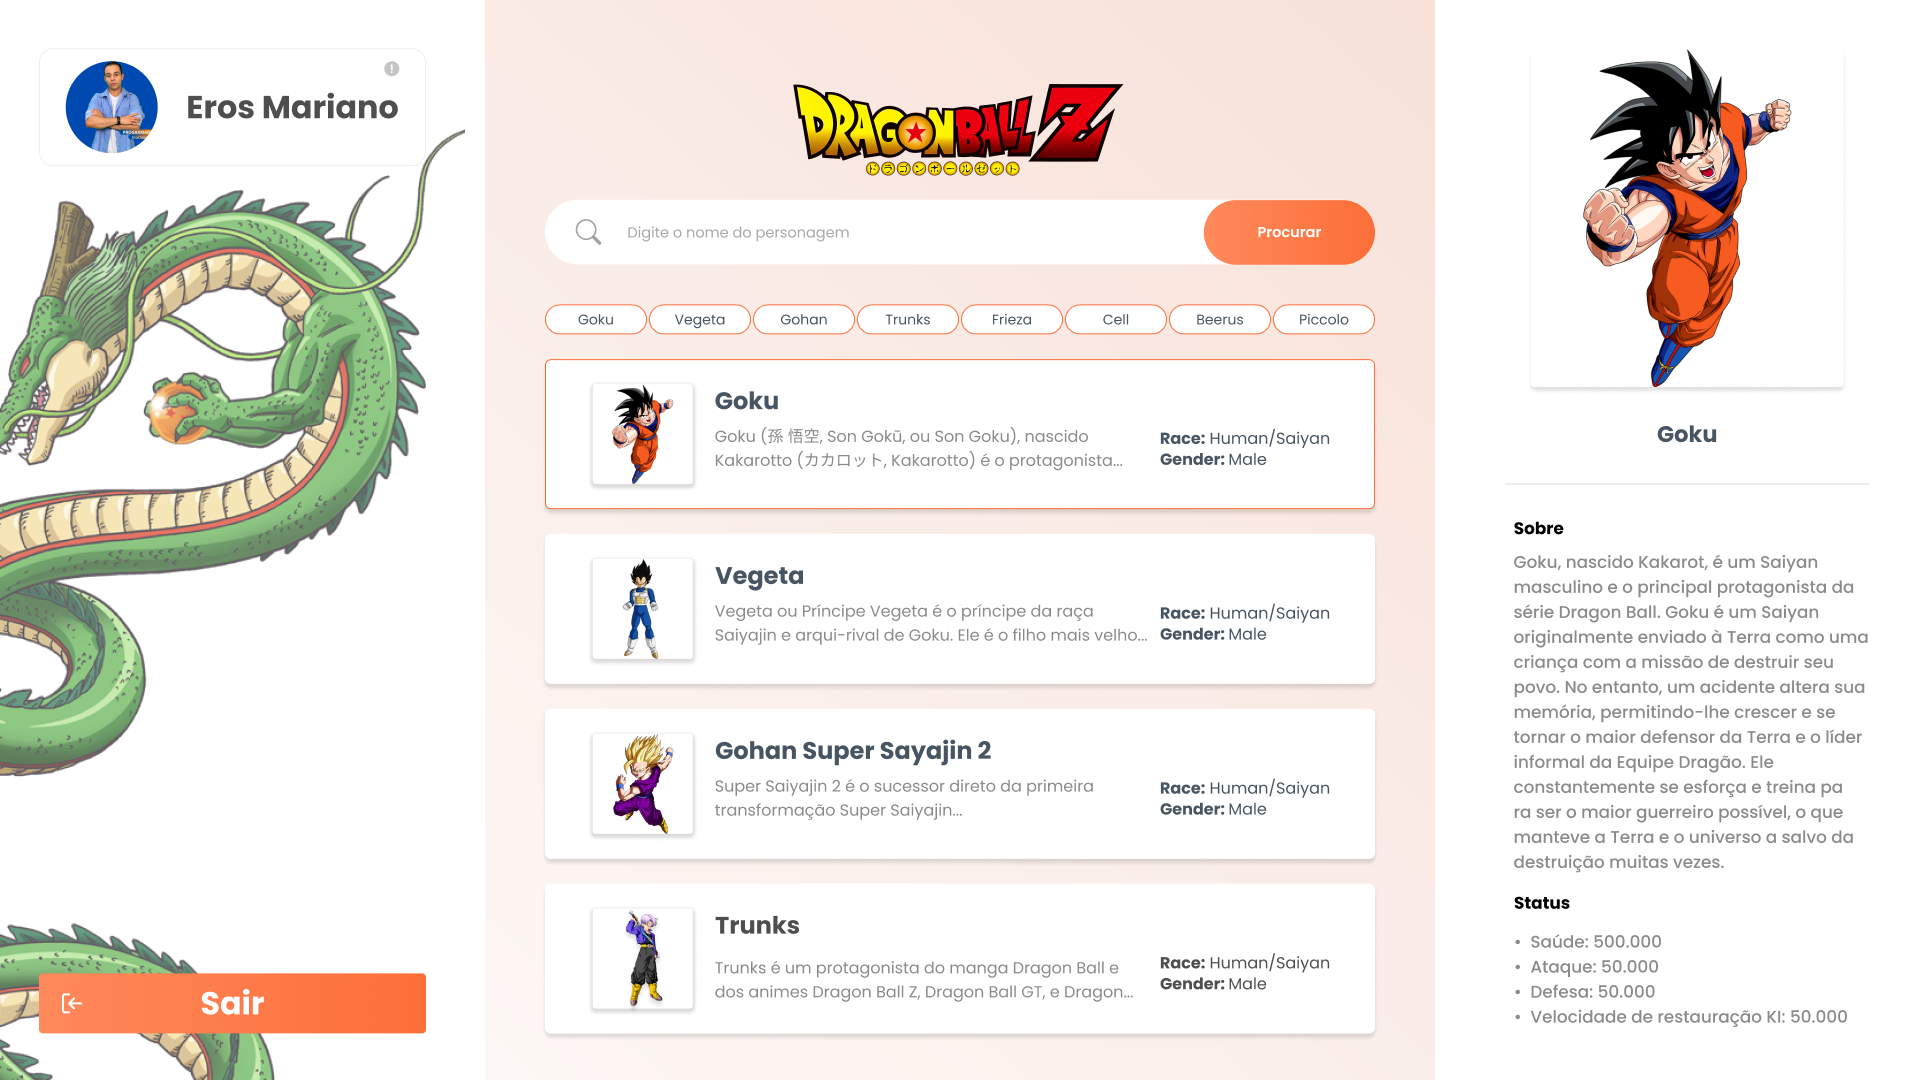 Eros Mariano
Sair
DRAGONBALL Z
ドラゴンボールゼット
Digite o nome do personagem
Procurar
Goku
Vegeta
Gohan
Trunks
Frieza
Cell
Beerus
Piccolo
Goku
Goku (孫 悟空, Son Gokū, ou Son Goku), nascido
Kakarotto (カカロット, Kakarotto) é o protagonista...
Race: Human/Saiyan
Gender: Male
Vegeta
Vegeta ou Príncipe Vegeta é o príncipe da raça
Saiyajin e arqui-rival de Goku. Ele é o filho mais velho...
Race: Human/Saiyan
Gender: Male
Gohan Super Sayajin 2
Super Saiyajin 2 é o sucessor direto da primeira
transformação Super Saiyajin...
Race: Human/Saiyan
Gender: Male
Trunks
Trunks é um protagonista do manga Dragon Ball e
dos animes Dragon Ball Z, Dragon Ball GT, e Dragon...
Race: Human/Saiyan
Gender: Male
Goku
Sobre
Goku, nascido Kakarot, é um Saiyan
masculino e o principal protagonista da
série Dragon Ball. Goku é um Saiyan
originalmente enviado à Terra como uma
criança com a missão de destruir seu
povo. No entanto, um acidente altera sua
memória, permitindo-lhe crescer e se
tornar o maior defensor da Terra e o líder
informal da Equipe Dragão. Ele
constantemente se esforça e treina pa
ra ser o maior guerreiro possível, o que
manteve a Terra e o universo a salvo da
destruição muitas vezes.
Status
• Saúde: 500.000
• Ataque: 50.000
• Defesa: 50.000
• Velocidade de restauração KI: 50.000